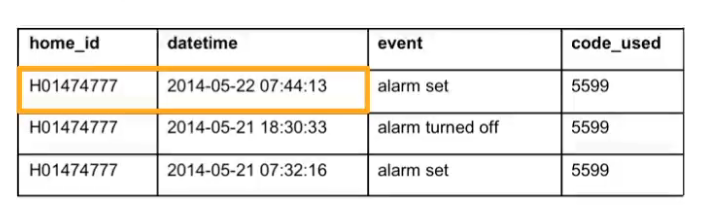 home_id datetime event code_used
H01474777 2014-05-22 07:44:13 alarm set 5599
H01474777 2014-05-21 18:30:33 alarm turned off 5599
H01474777 2014-05-21 07:32:16 alarm set 5599